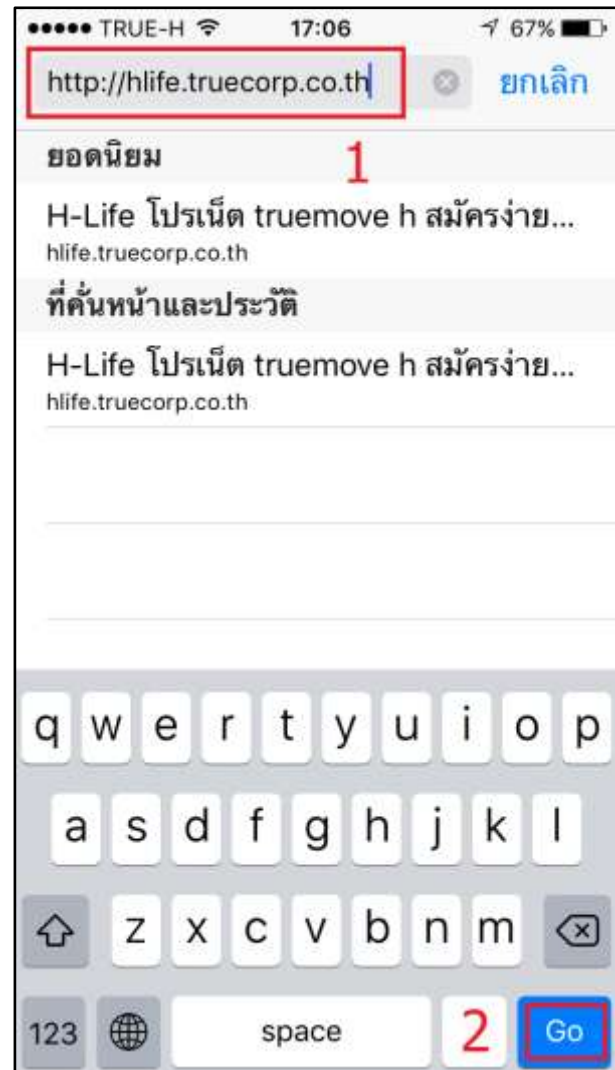 TRUE-H 17:06 67%
http://hlife.truecorp.co.th ยกเลิก
ยอดนิยม 1
H-Life โปรเน็ต truemove h สมัครง่าย...
hlife.truecorp.co.th
ที่คั่นหน้าและประวัติ
H-Life โปรเน็ต truemove h สมัครง่าย...
hlife.truecorp.co.th
q w e r t y u i o p
a s d f g h j k l
z x c v b n m
123 space 2 Go